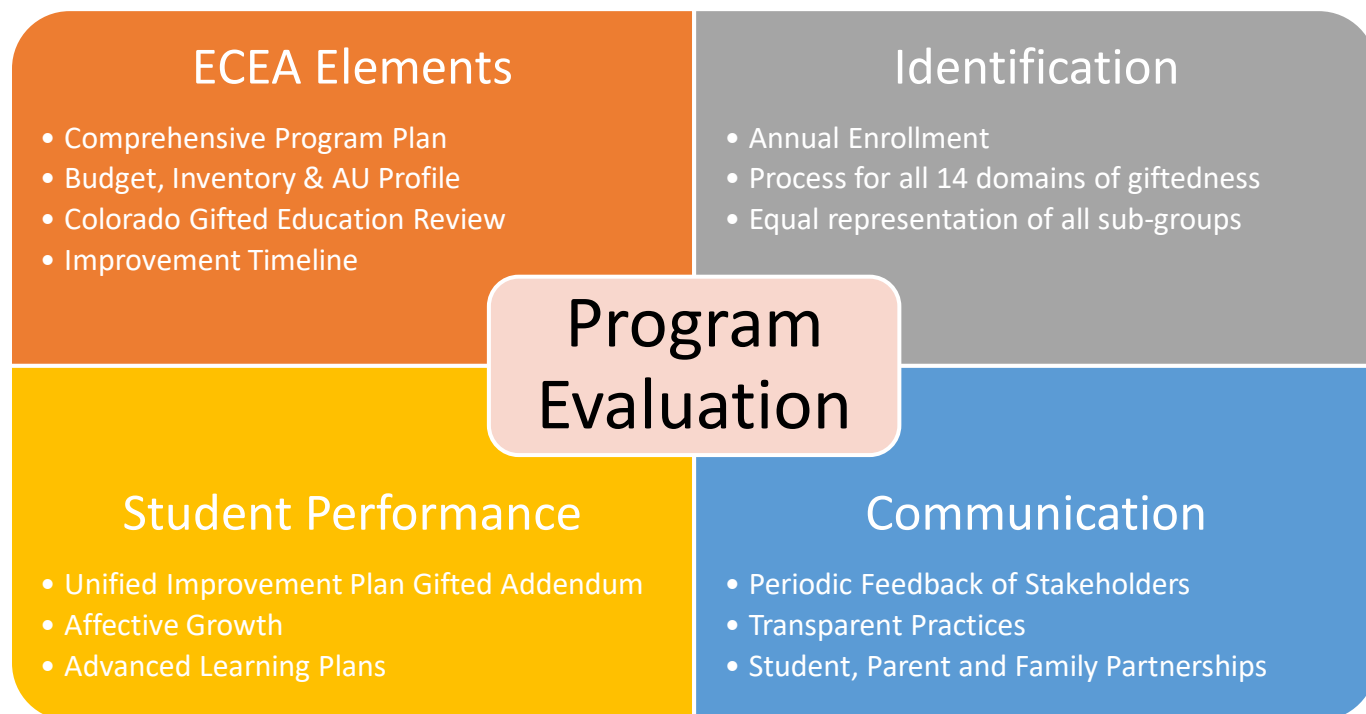 ECEA Elements
• Comprehensive Program Plan
• Budget, Inventory & AU Profile
• Colorado Gifted Education Review
• Improvement Timeline
Identification
• Annual Enrollment
• Process for all 14 domains of giftedness
• Equal representation of all sub-groups
Program
Evaluation
Student Performance
• Unified Improvement Plan Gifted Addendum
• Affective Growth
• Advanced Learning Plans
Communication
• Periodic Feedback of Stakeholders
• Transparent Practices
• Student, Parent and Family Partnerships